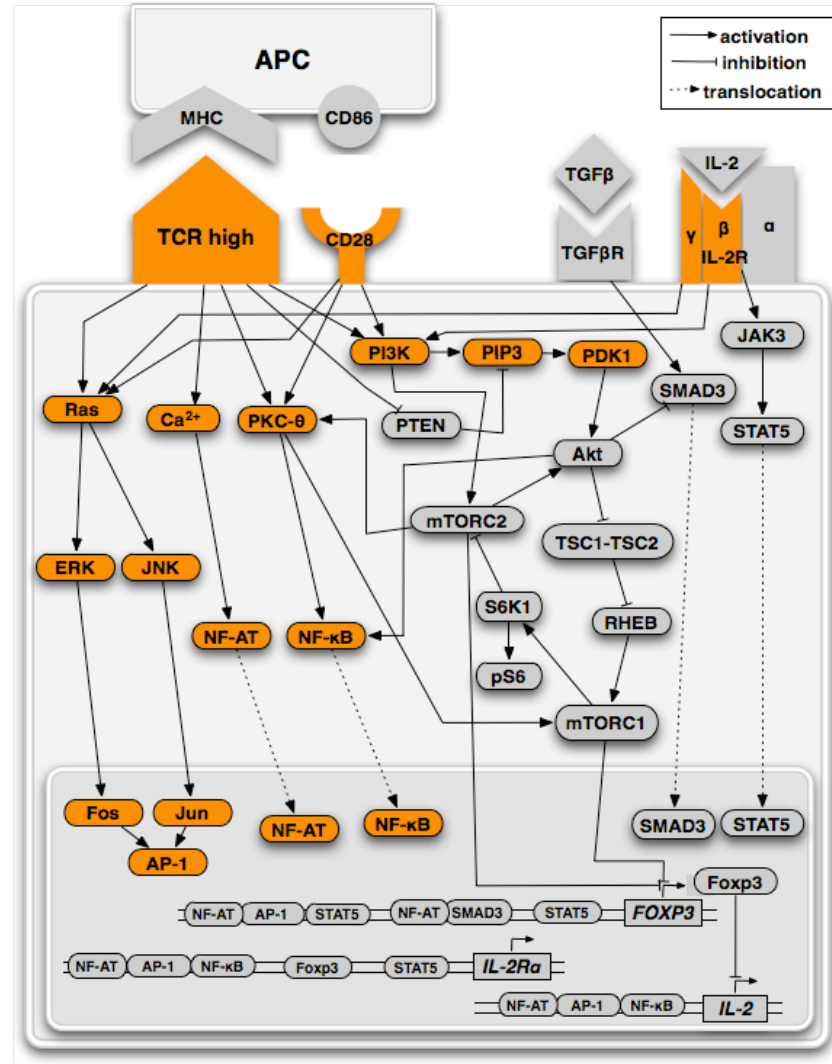 APC
activation
inhibition
translocation
MHC
CD86
TCR high
CD28
TGFβ
TGFβR
IL-2
γ
β
α
IL-2R
JAK3
PI3K
PIP3
PDK1
SMAD3
Ras
Ca²⁺
PKC-θ
PTEN
STAT5
Akt
mTORC2
TSC1-TSC2
ERK
JNK
S6K1
RHEB
NF-AT
NF-κB
pS6
mTORC1
Fos
Jun
NF-AT
NF-κB
SMAD3
STAT5
AP-1
Foxp3
NF-AT AP-1 STAT5 NF-AT SMAD3 STAT5 FOXP3
NF-AT AP-1 NF-κB Foxp3 STAT5 IL-2Rα
NF-AT AP-1 NF-κB IL-2